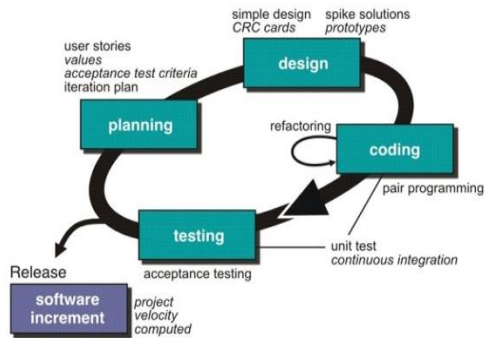 simple design
CRC cards
spike solutions
prototypes
user stories
values
acceptance test criteria
iteration plan
design
planning
refactoring
coding
pair programming
testing
unit test
continuous integration
acceptance testing
Release
software
increment
project
velocity
computed